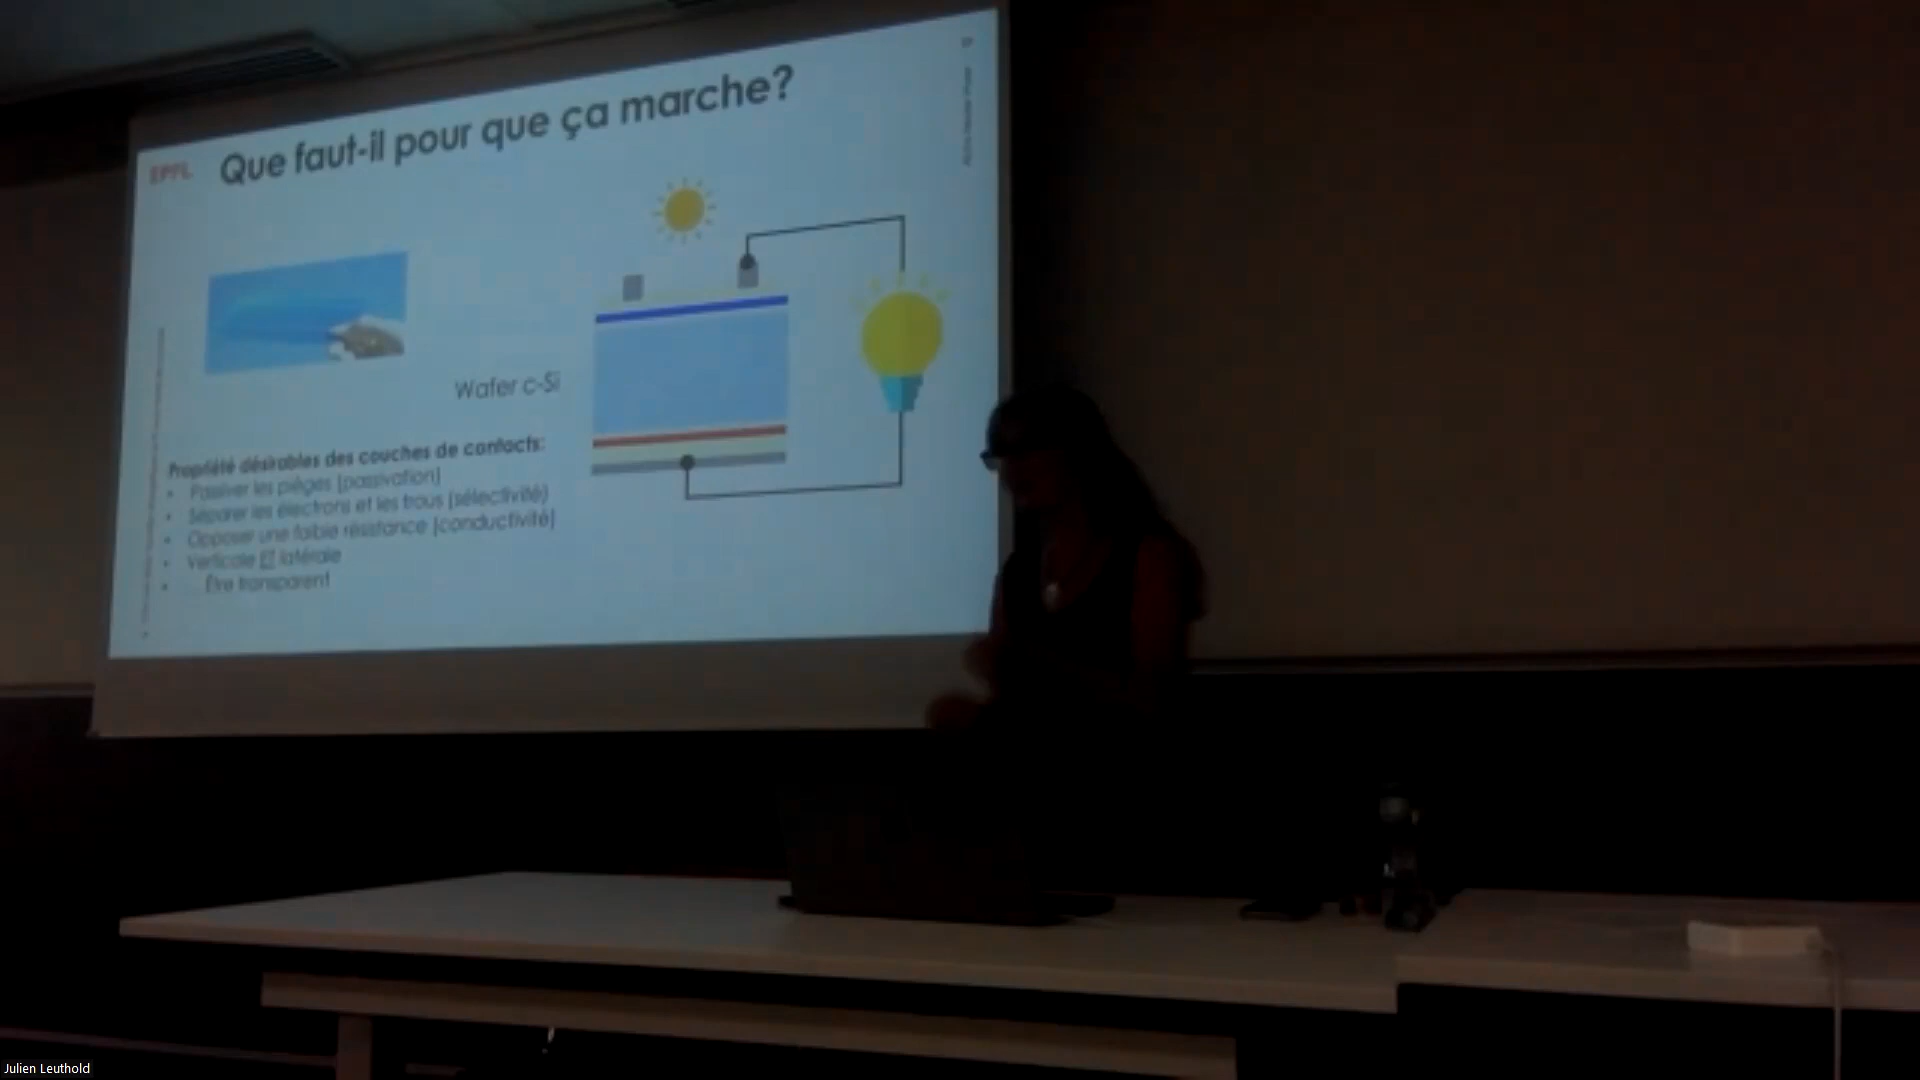 EPFL
Que faut-il pour que ça marche?
Wafer c-Si
Propriété désirables des couches de contacts:
• Passiver les pièges (passivation)
• Séparer les électrons et les trous (sélectivité)
• Opposer une faible résistance (conductivité)
• Verticale ET latérale
• ... Être transparent
Julien Leuthold